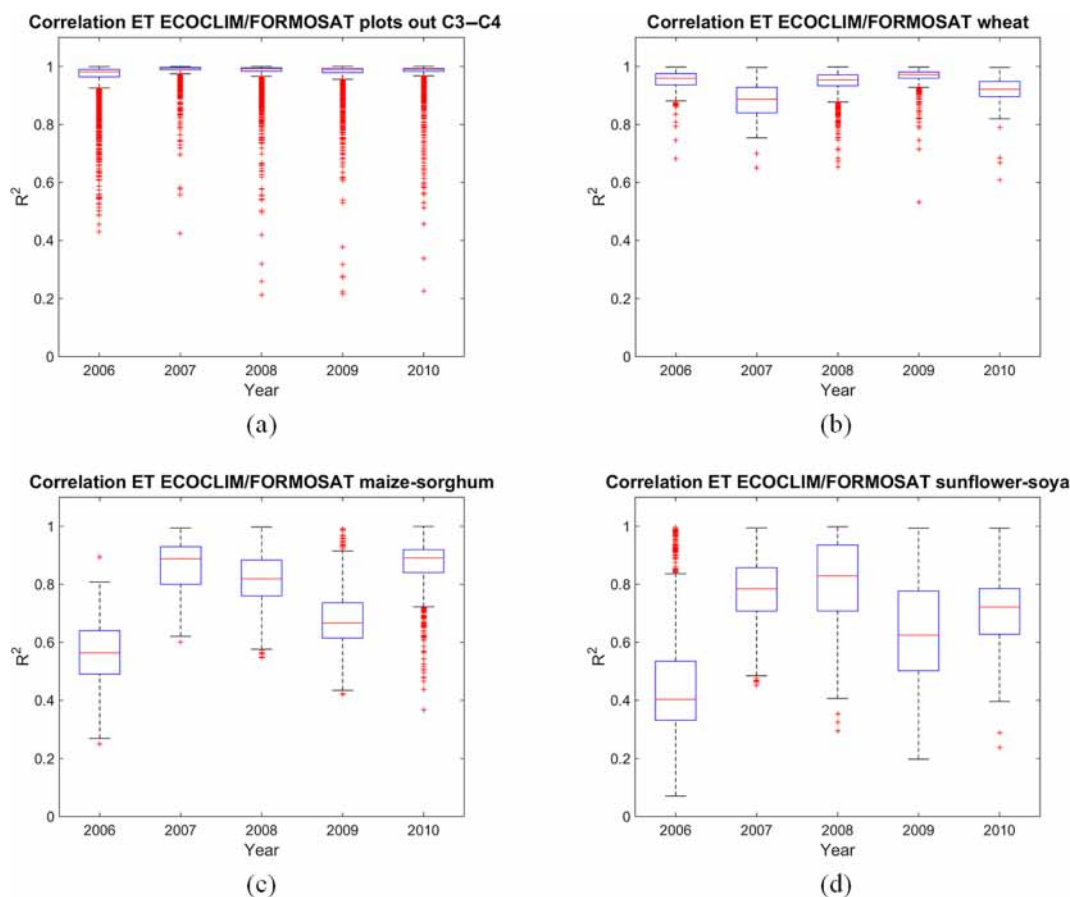 Correlation ET ECOCLIM/FORMOSAT plots out C3–C4
1
0.8
0.6
0.4
0.2
0
R2
2006 2007 2008 2009 2010
Year
(a)
Correlation ET ECOCLIM/FORMOSAT wheat
1
0.8
0.6
0.4
0.2
0
R2
2006 2007 2008 2009 2010
Year
(b)
Correlation ET ECOCLIM/FORMOSAT maize-sorghum
1
0.8
0.6
0.4
0.2
0
R2
2006 2007 2008 2009 2010
Year
(c)
Correlation ET ECOCLIM/FORMOSAT sunflower-soya
1
0.8
0.6
0.4
0.2
0
R2
2006 2007 2008 2009 2010
Year
(d)